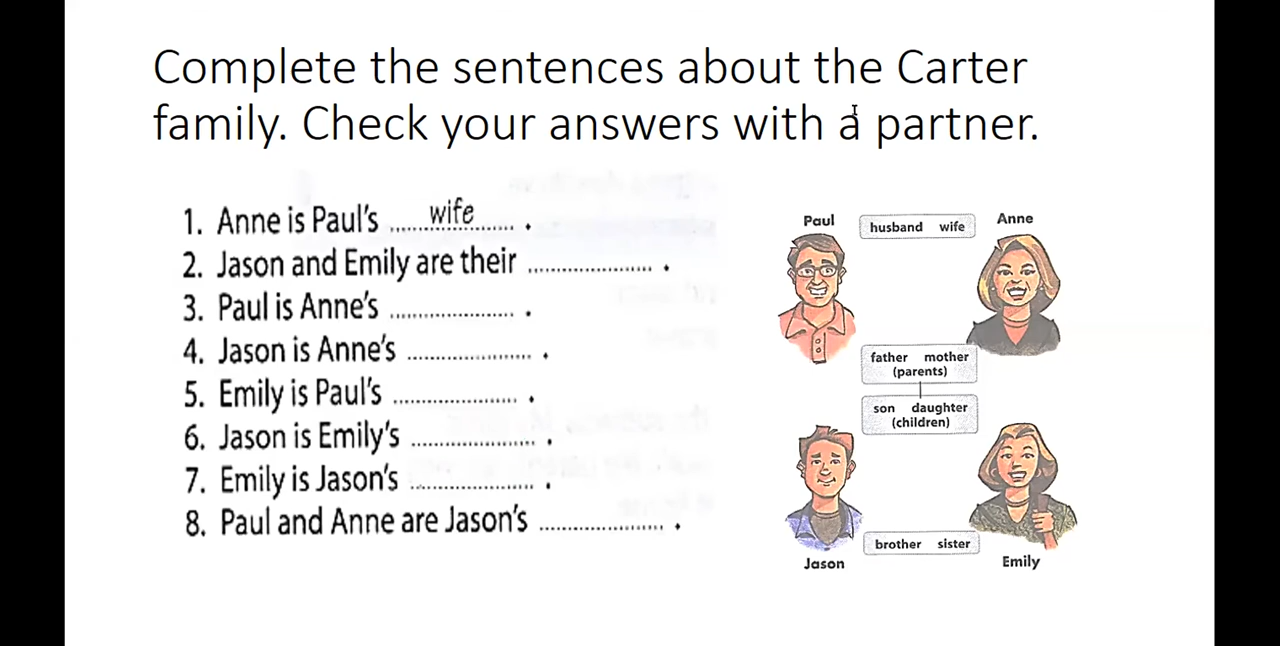 Complete the sentences about the Carter
family. Check your answers with a partner.
1. Anne is Paul's ......wife...... .
2. Jason and Emily are their ..................... .
3. Paul is Anne's ..................... .
4. Jason is Anne's ..................... .
5. Emily is Paul's ..................... .
6. Jason is Emily's ..................... .
7. Emily is Jason's ..................... .
8. Paul and Anne are Jason's ..................... .
Paul
husband wife
Anne
father mother
(parents)
son daughter
(children)
brother sister
Jason
Emily